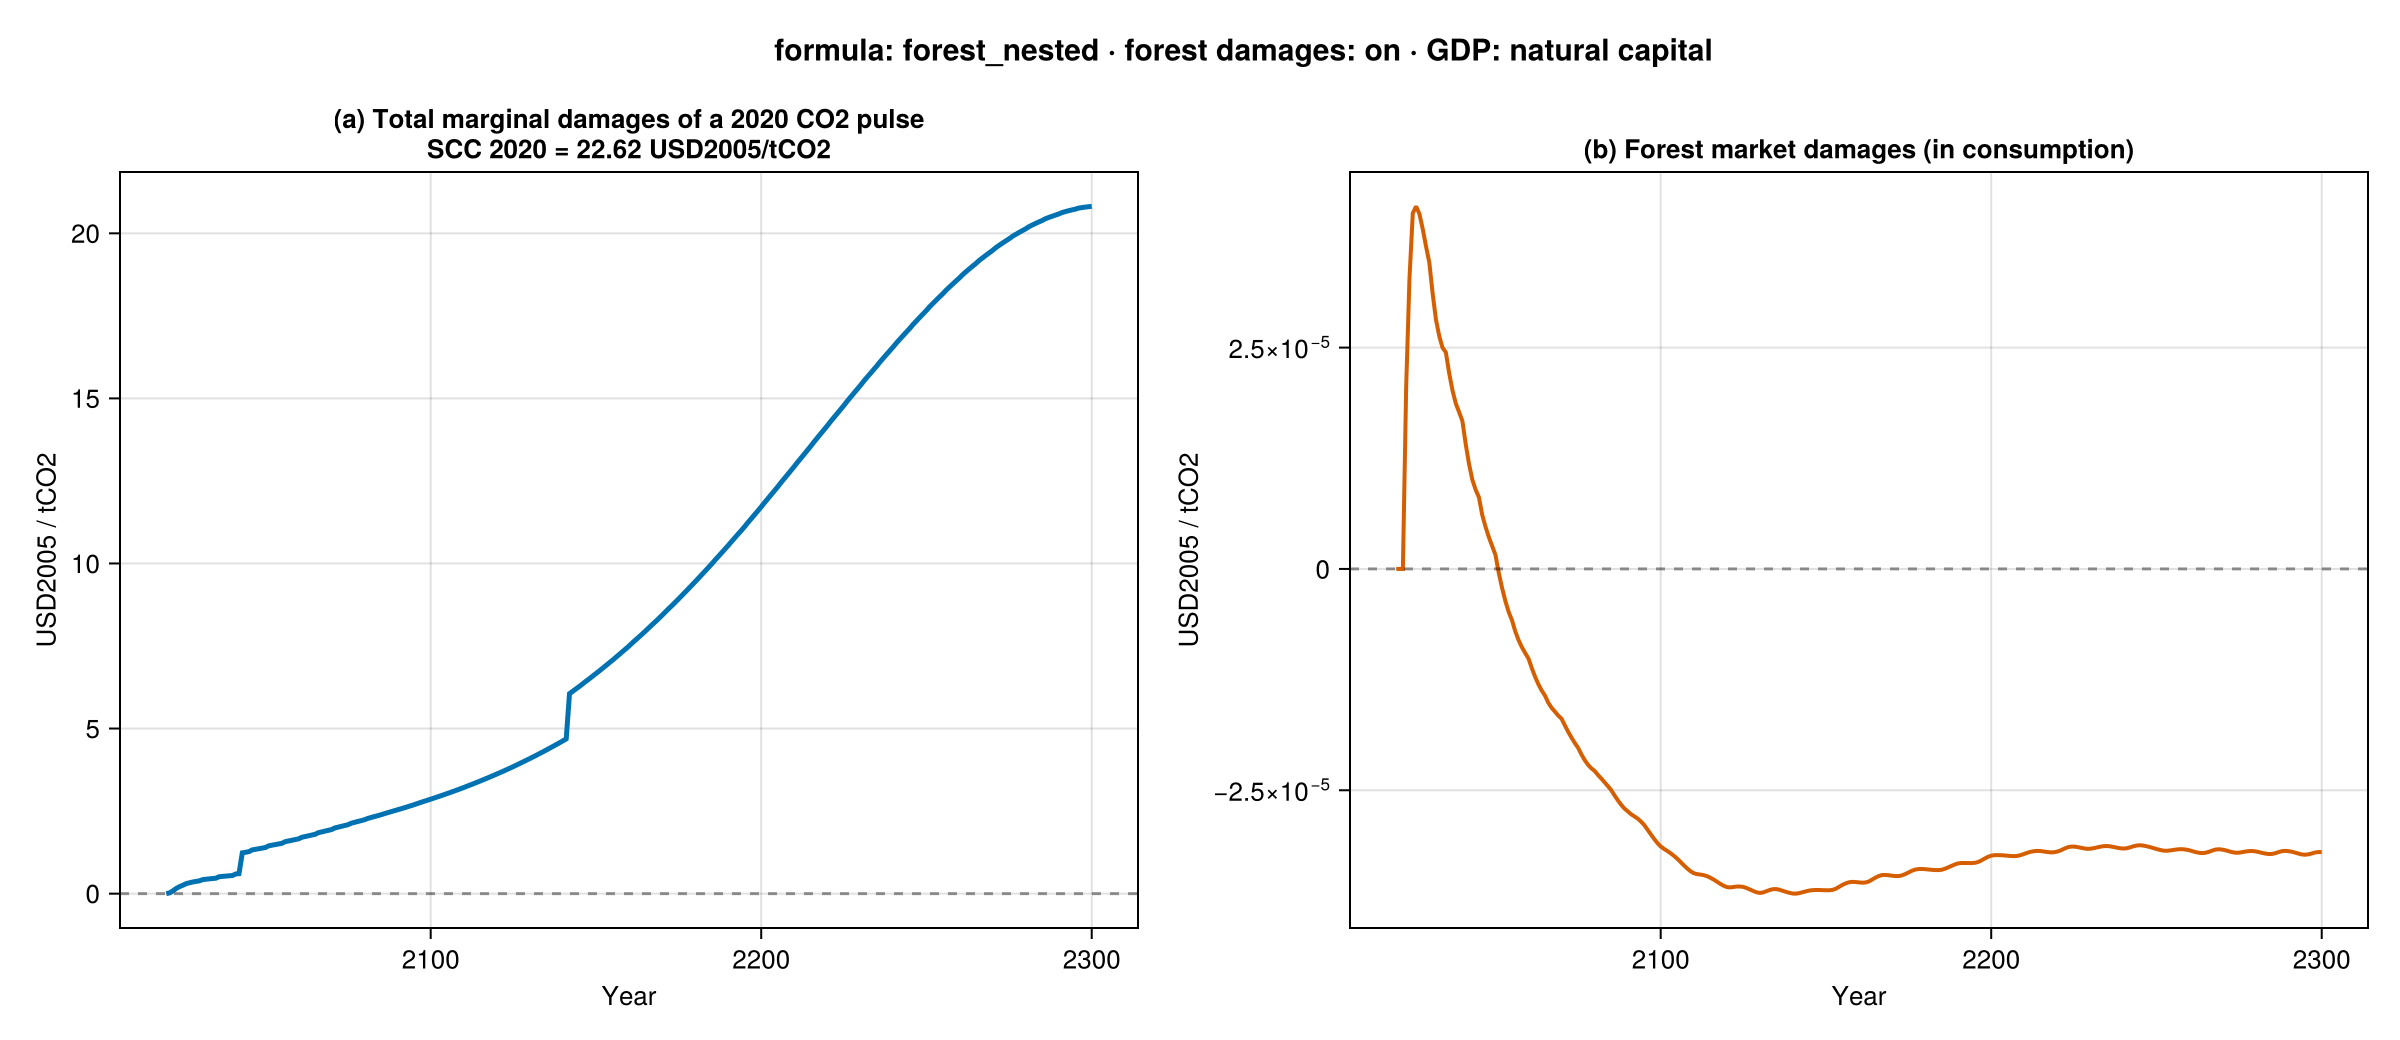 formula: forest_nested · forest damages: on · GDP: natural capital
(a) Total marginal damages of a 2020 CO2 pulse
SCC 2020 = 22.62 USD2005/tCO2
USD2005 / tCO2
20
15
10
5
0
2100
2200
2300
Year
(b) Forest market damages (in consumption)
USD2005 / tCO2
2.5×10⁻⁵
0
−2.5×10⁻⁵
2100
2200
2300
Year